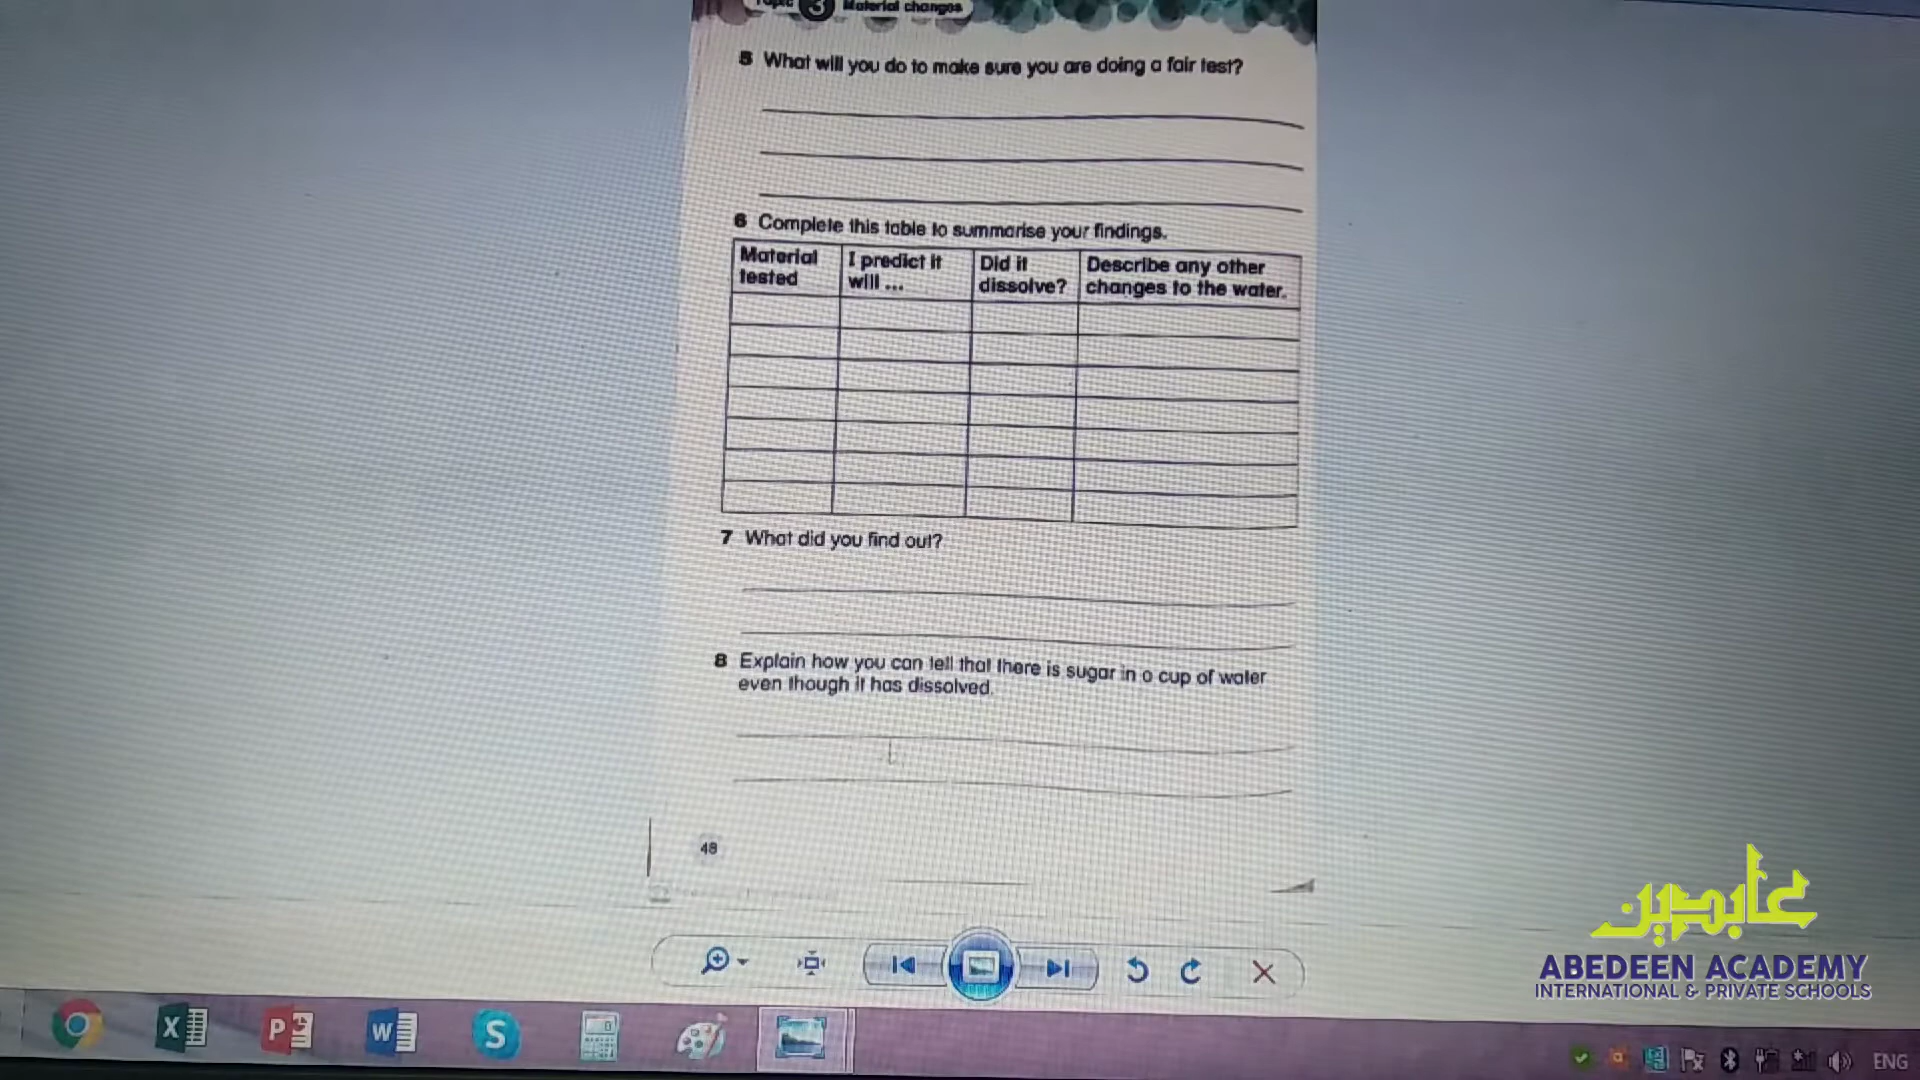 Topic 3 Material changes
5 What will you do to make sure you are doing a fair test?
6 Complete this table to summarise your findings.
Material tested
I predict it will ...
Did it dissolve?
Describe any other changes to the water.
7 What did you find out?
8 Explain how you can tell that there is sugar in a cup of water
even though it has dissolved.
48
عابدين
ABEDEEN ACADEMY
INTERNATIONAL & PRIVATE SCHOOLS
ENG